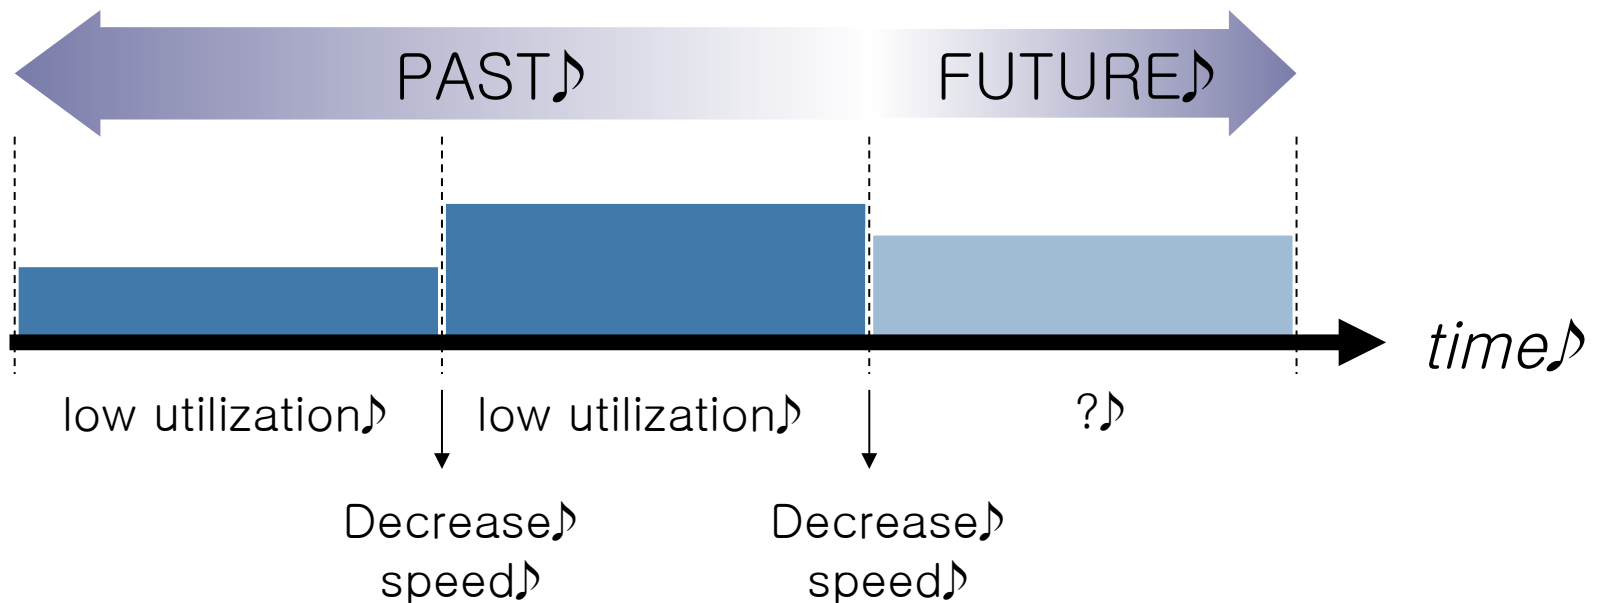 PAST♪ FUTURE♪
time♪
low utilization♪ low utilization♪ ?♪
Decrease♪ Decrease♪
speed♪ speed♪